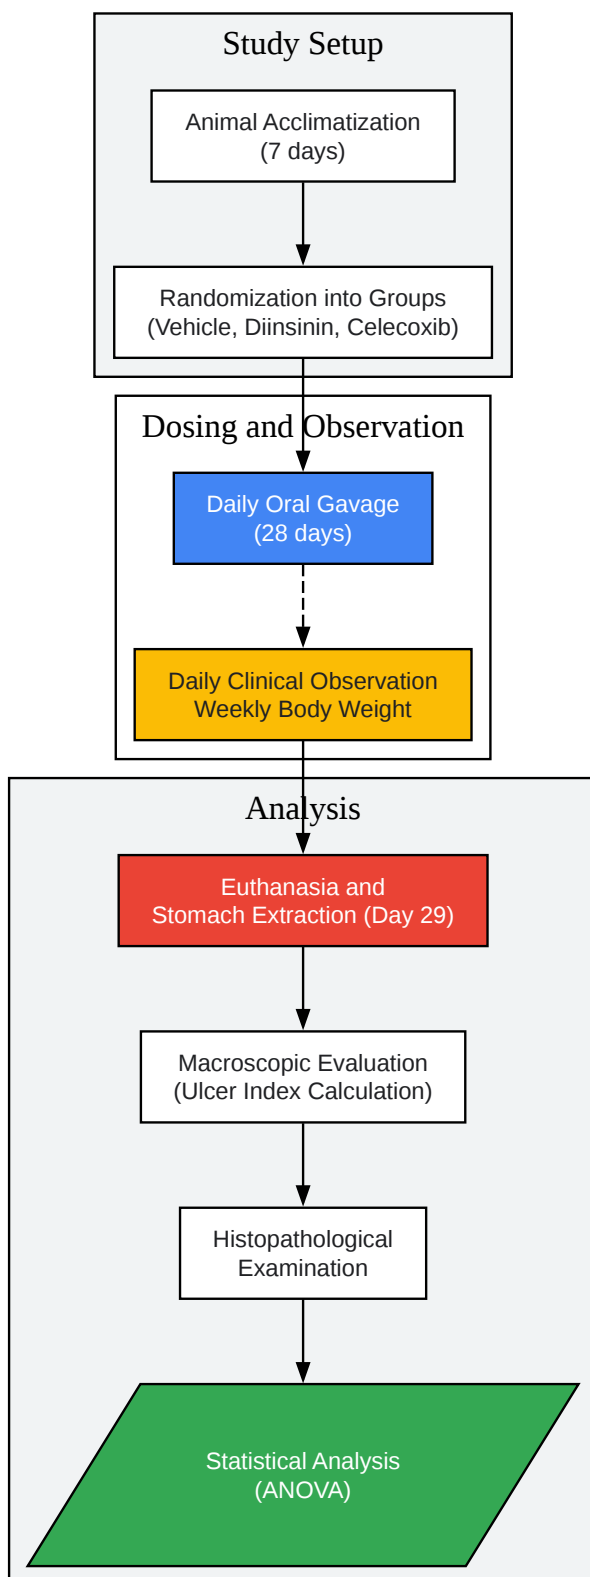 Study Setup
Animal Acclimatization
(7 days)
Randomization into Groups
(Vehicle, Diinsinin, Celecoxib)
Dosing and Observation
Daily Oral Gavage
(28 days)
Daily Clinical Observation
Weekly Body Weight
Analysis
Euthanasia and
Stomach Extraction (Day 29)
Macroscopic Evaluation
(Ulcer Index Calculation)
Histopathological
Examination
Statistical Analysis
(ANOVA)